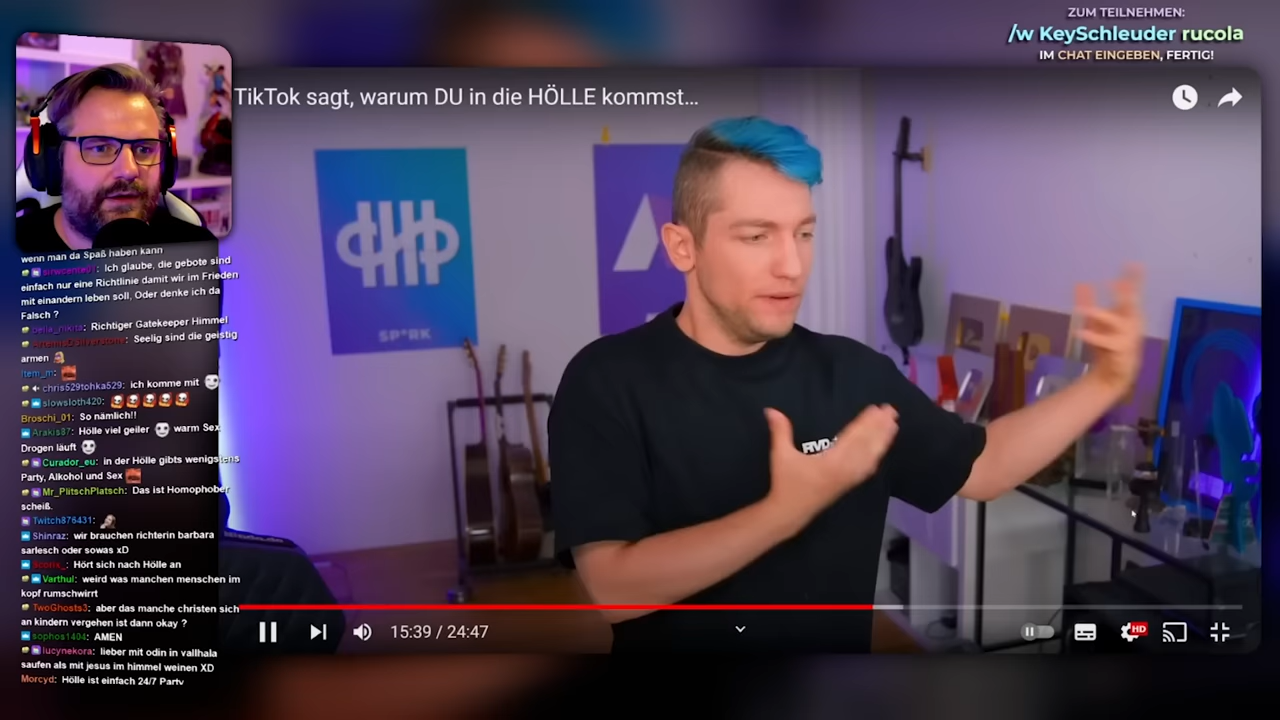 ZUM TEILNEHMEN:
/w KeySchleuder rucola
IM CHAT EINGEBEN, FERTIG!
TikTok sagt, warum DU in die HÖLLE kommst...
SP*RK
wenn man da Spaß haben kann
Ich glaube, die gebote sind
einfach nur eine Richtlinie damit wir im Frieden
mit einandern leben soll, Oder denke ich da
Falsch ?
bella_nikita: Richtiger Gatekeeper Himmel
Seelig sind die geistig
armen
item_m:
chris529tohka529: ich komme mit
slowsloth420:
Broschi_01: So nämlich!!
Arakis87: Hölle viel geiler warm Sex
Drogen läuft
Curador_eu: in der Hölle gibts wenigstens
Party, Alkohol und Sex
Mr_PlitschPlatsch: Das ist Homophober
scheiß.
Twitch876431:
Shinraz: wir brauchen richterin barbara
sarlesch oder sowas xD
Hört sich nach Hölle an
Varthul: weird was manchen menschen im
kopf rumschwirrt
TwoGhosts3: aber das manche christen sich
an kindern vergehen ist dann okay ?
sophos1404: AMEN
lucynekora: lieber mit odin in vallhala
saufen als mit jesus im himmel weinen XD
Morcyd: Hölle ist einfach 24/7 Party
15:39 / 24:47
HD